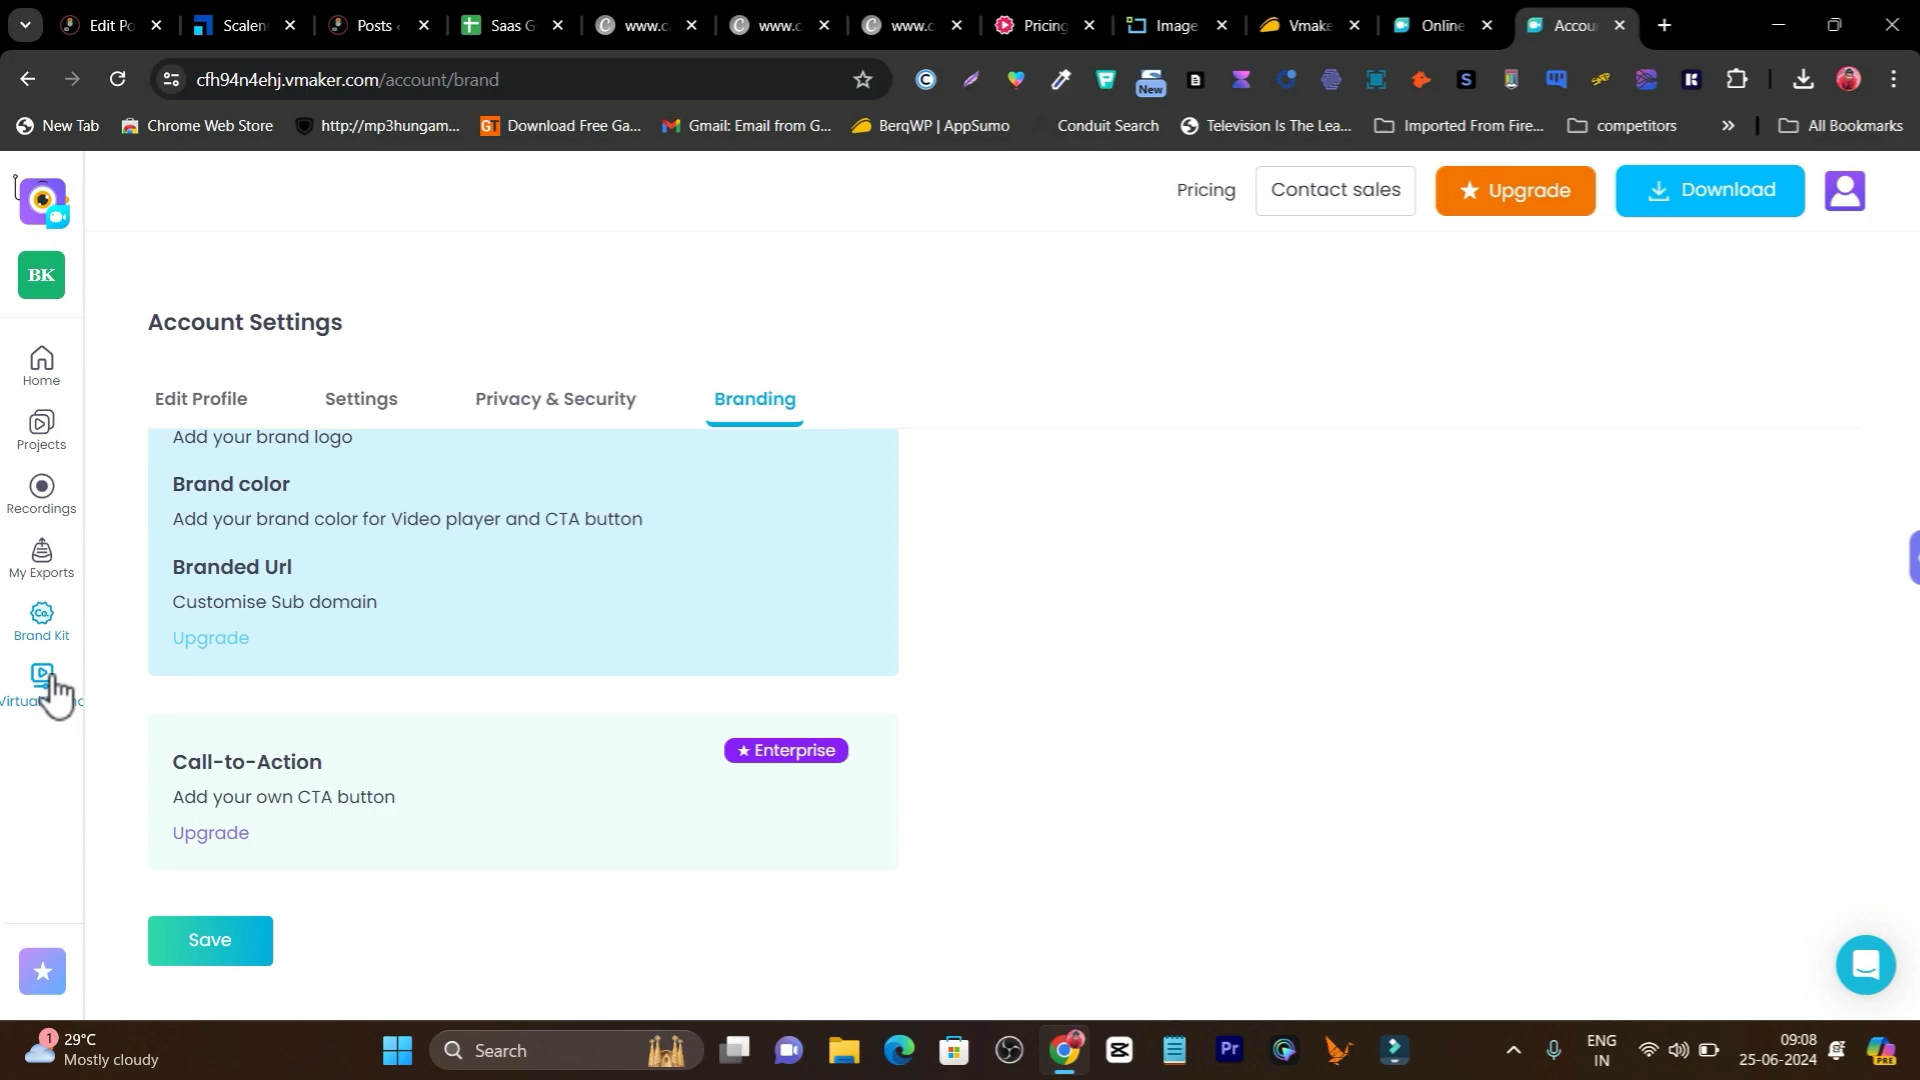 Edit Po
Scalen
Posts
Saas G
www.c
www.c
www.c
Pricing
Image
Vmake
Online
Accou
cfh94n4ehj.vmaker.com/account/brand
New
New Tab
Chrome Web Store
http://mp3hungam...
Download Free Ga...
Gmail: Email from G...
BerqWP | AppSumo
Conduit Search
Television Is The Lea...
Imported From Fire...
competitors
All Bookmarks
Pricing
Contact sales
Upgrade
Download
BK
Home
Projects
Recordings
My Exports
Co.
Brand Kit
Account Settings
Edit Profile
Settings
Privacy & Security
Branding
Add your brand logo
Brand color
Add your brand color for Video player and CTA button
Branded Url
Customise Sub domain
Upgrade
Call-to-Action
Enterprise
Add your own CTA button
Upgrade
Save
1
29°C
Mostly cloudy
Search
Pr
ENG
IN
09:08
25-06-2024
PRE